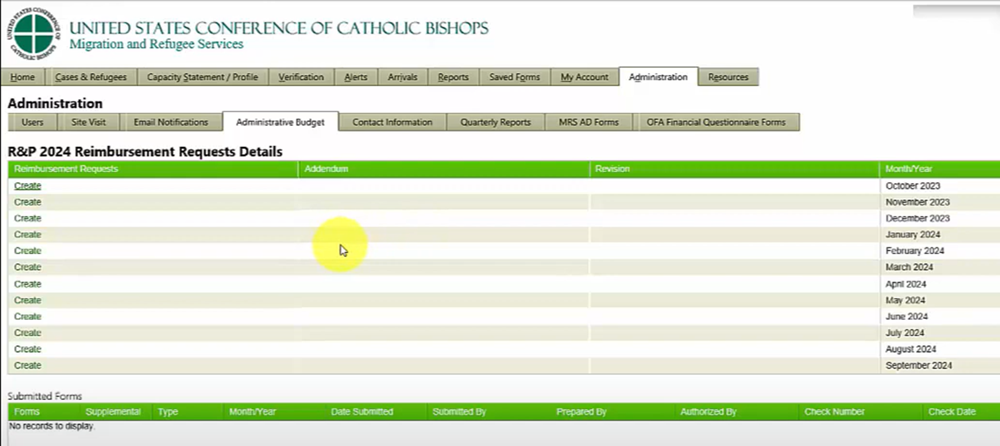 UNITED STATES CONFERENCE OF CATHOLIC BISHOPS
UNITED STATES CONFERENCE OF CATHOLIC BISHOPS
Migration and Refugee Services
Home Cases & Refugees Capacity Statement / Profile Verification Alerts Arrivals Reports Saved Forms My Account Administration Resources
Administration
Users Site Visit Email Notifications Administrative Budget Contact Information Quarterly Reports MRS AD Forms OFA Financial Questionnaire Forms
R&P 2024 Reimbursement Requests Details
Reimbursement Requests Addendum Revision Month/Year
Create October 2023
Create November 2023
Create December 2023
Create January 2024
Create February 2024
Create March 2024
Create April 2024
Create May 2024
Create June 2024
Create July 2024
Create August 2024
Create September 2024
Submitted Forms
Forms Supplemental Type Month/Year Date Submitted Submitted By Prepared By Authorized By Check Number Check Date
No records to display.